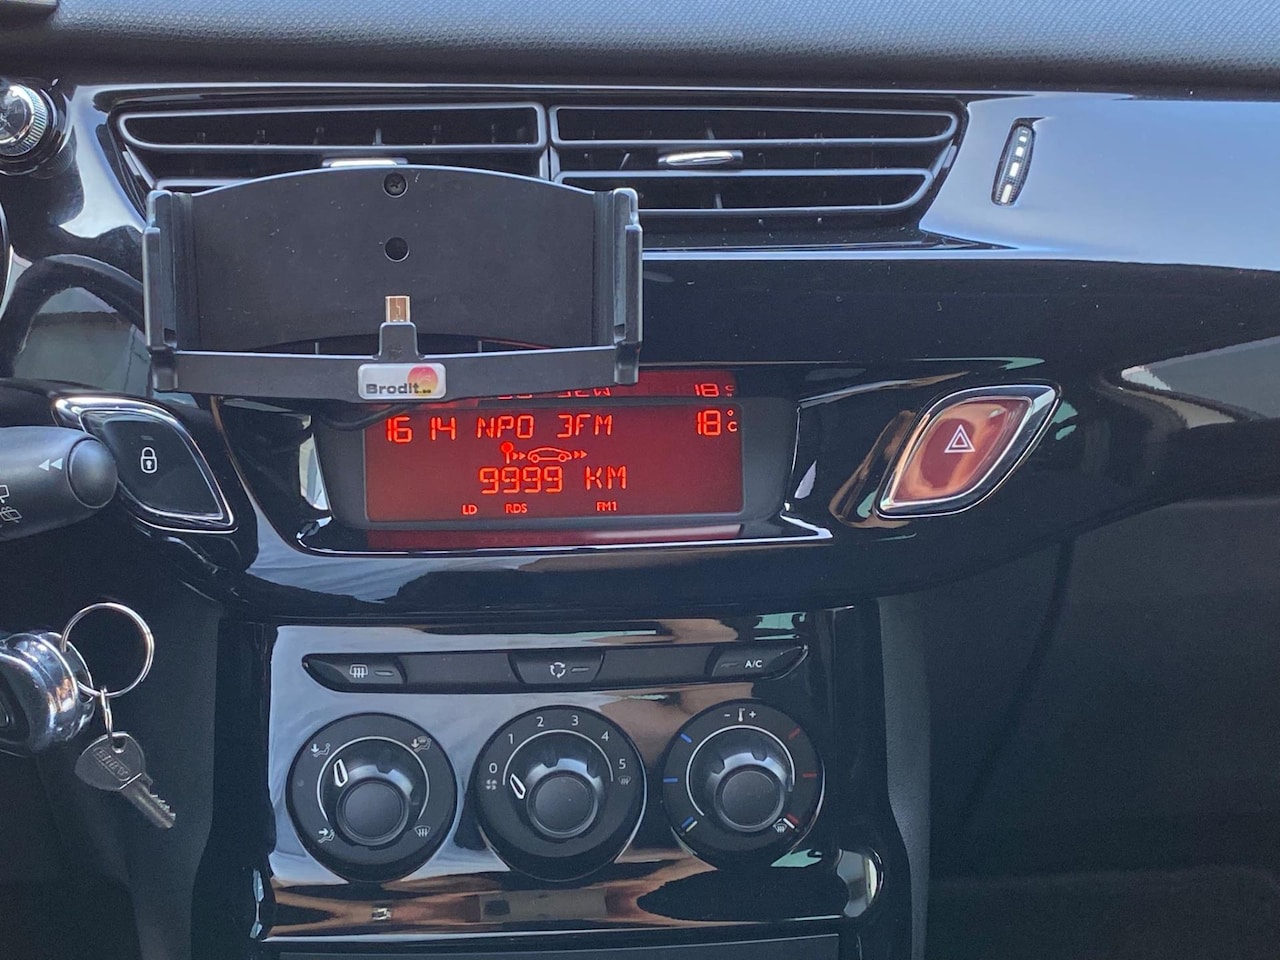 Brodit
16 14 NPO 3FM 18 °C
9999 KM
LD RDS FM1
A/C
- +
0 1 2 3 4 5